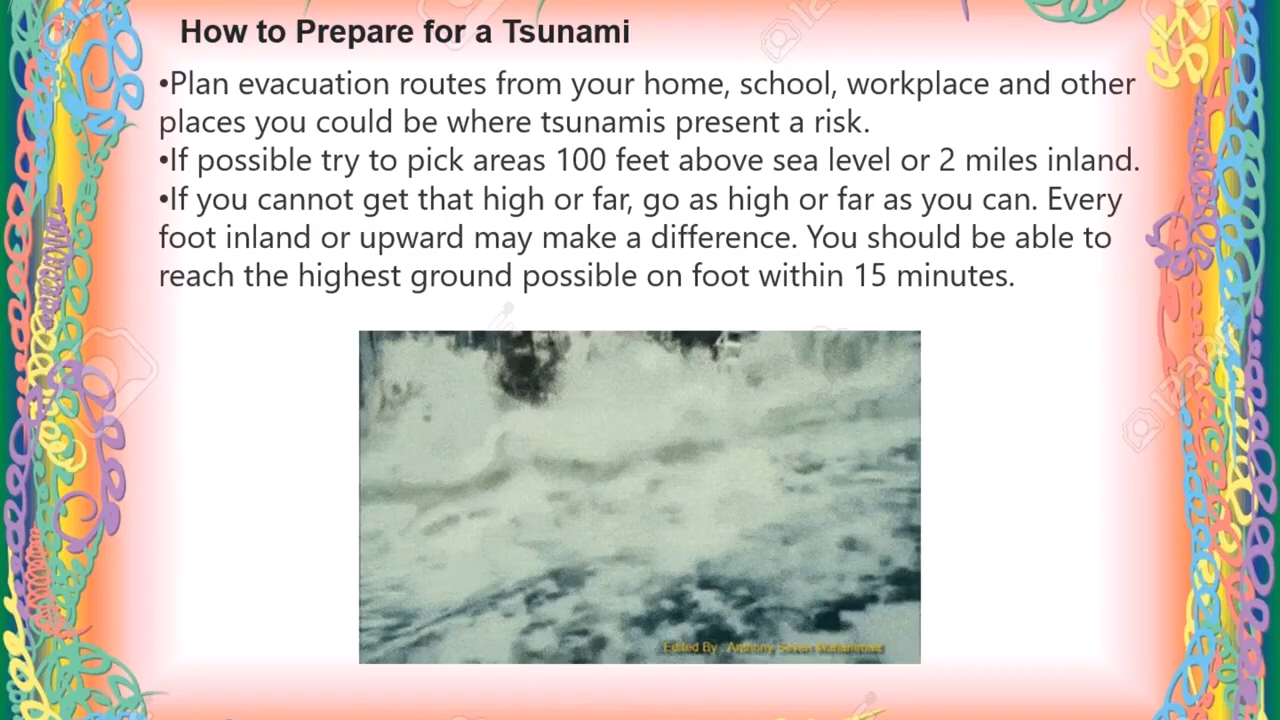 How to Prepare for a Tsunami
•Plan evacuation routes from your home, school, workplace and other
places you could be where tsunamis present a risk.
•If possible try to pick areas 100 feet above sea level or 2 miles inland.
•If you cannot get that high or far, go as high or far as you can. Every
foot inland or upward may make a difference. You should be able to
reach the highest ground possible on foot within 15 minutes.
Edited By : Anthony